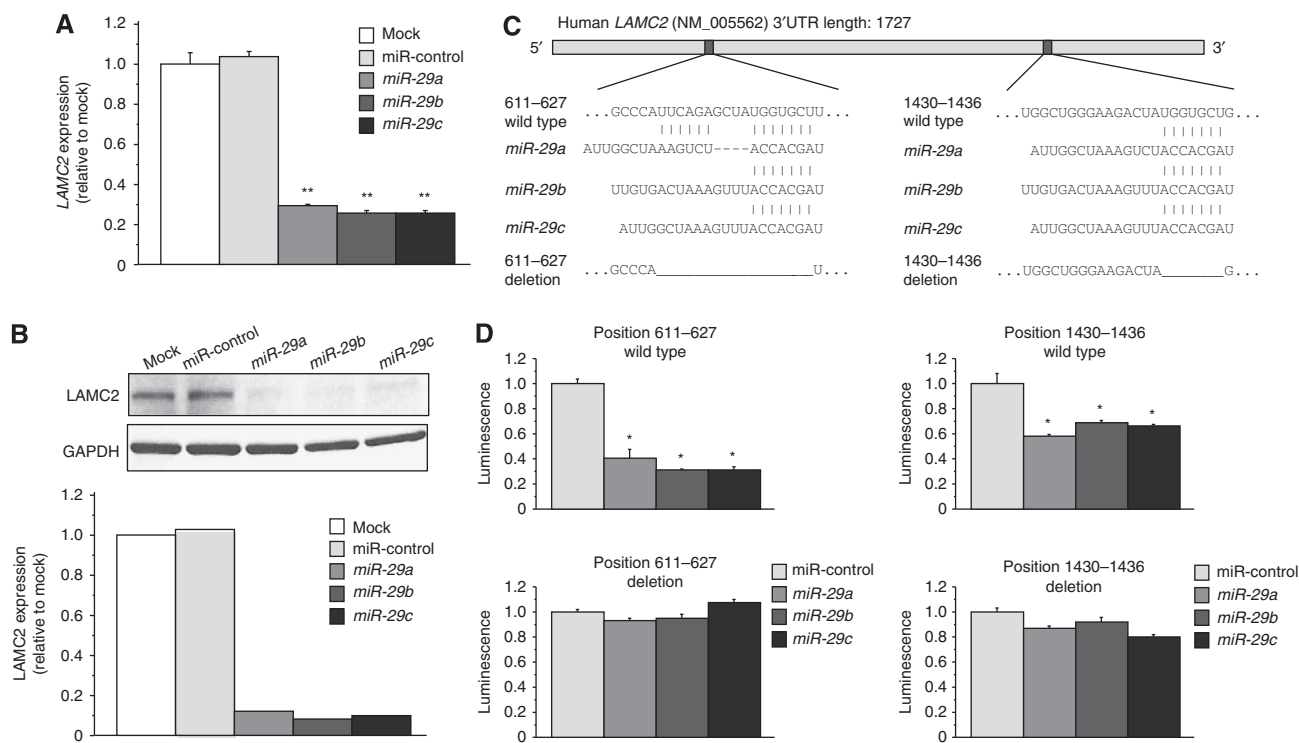 A
1.2
1.0
0.8
0.6
0.4
0.2
0
LAMC2 expression
(relative to mock)
** ** **
Mock
miR-control
miR-29a
miR-29b
miR-29c
B
Mock miR-control miR-29a miR-29b miR-29c
LAMC2
GAPDH
1.2
1.0
0.8
0.6
0.4
0.2
0
LAMC2 expression
(relative to mock)
Mock
miR-control
miR-29a
miR-29b
miR-29c
C
Human LAMC2 (NM_005562) 3′UTR length: 1727
5′ 3′
611–627
wild type
...GCCCAUUCAGAGCUAUGGUGCUU...
miR-29a AUUGGCUAAAGUCU----ACCACGAU
miR-29b UUGUGACUAAAGUUUACCACGAU
miR-29c AUUGGCUAAAGUUUACCACGAU
611–627
deletion
...GCCCA_________________U...
1430–1436
wild type
...UGGCUGGGAAGACUAUGGUGCUG...
miR-29a AUUGGCUAAAGUCUACCACGAU
miR-29b UUGUGACUAAAGUUUACCACGAU
miR-29c AUUGGCUAAAGUUUACCACGAU
1430–1436
deletion
...UGGCUGGGAAGACUA_______G...
D
Position 611–627
wild type
1.2
1.0
0.8
0.6
0.4
0.2
0
Luminescence
* * *
Position 1430–1436
wild type
1.2
1.0
0.8
0.6
0.4
0.2
0
Luminescence
* * *
Position 611–627
deletion
1.2
1.0
0.8
0.6
0.4
0.2
0
Luminescence
miR-control
miR-29a
miR-29b
miR-29c
Position 1430–1436
deletion
1.2
1.0
0.8
0.6
0.4
0.2
0
Luminescence
miR-control
miR-29a
miR-29b
miR-29c